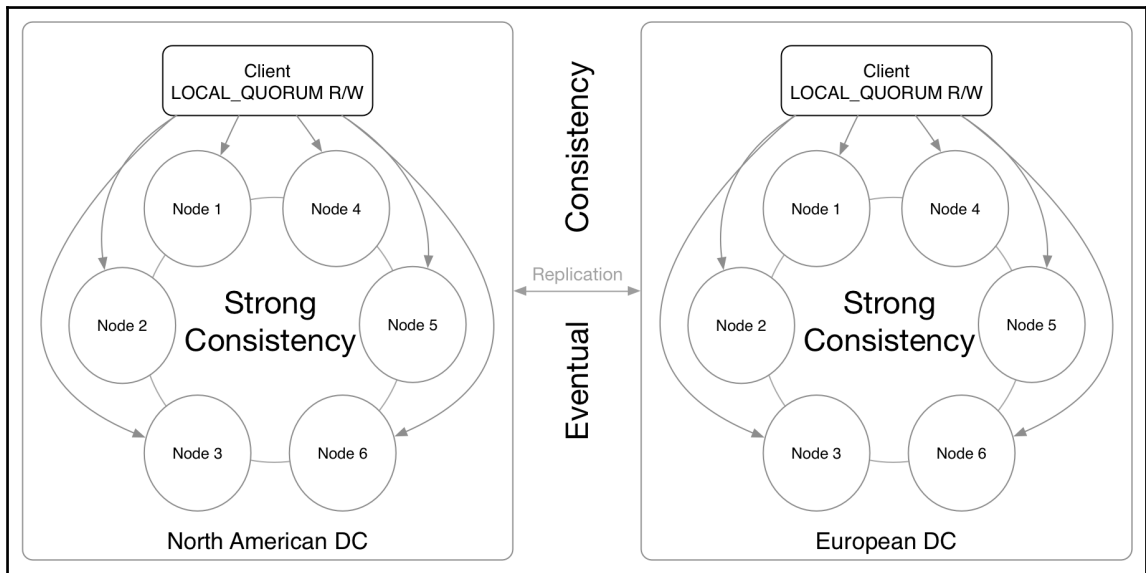 Client
LOCAL_QUORUM R/W
Node 1
Node 4
Node 2
Strong
Consistency
Node 5
Node 3
Node 6
North American DC
Eventual Consistency
Replication
Client
LOCAL_QUORUM R/W
Node 1
Node 4
Node 2
Strong
Consistency
Node 5
Node 3
Node 6
European DC